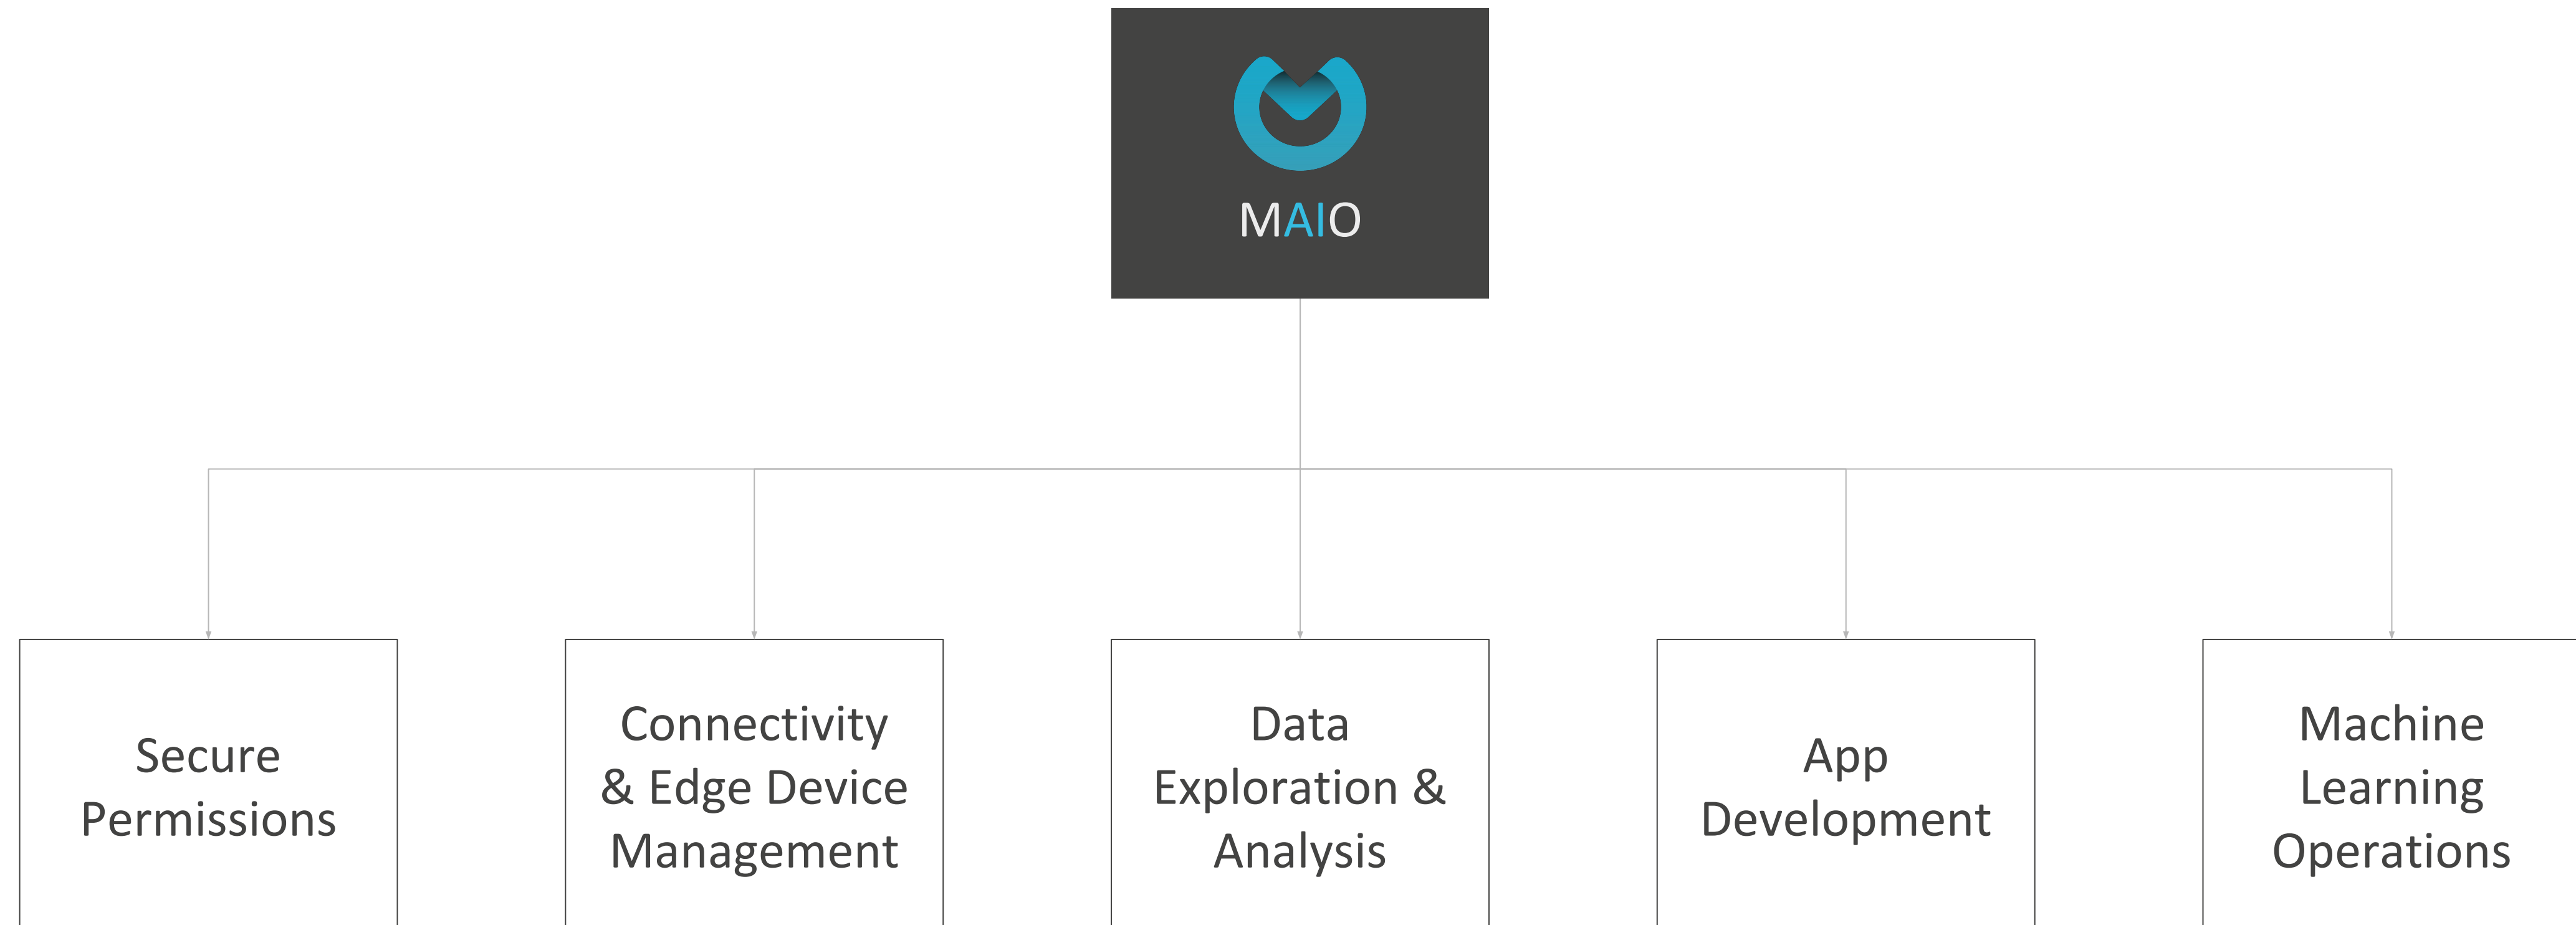 MAIO
Secure
Permissions
Connectivity
& Edge Device
Management
Data
Exploration &
Analysis
App
Development
Machine
Learning
Operations